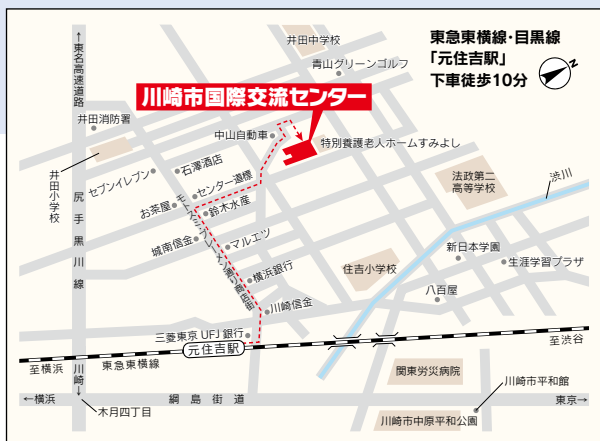 東急東横線・目黒線
「元住吉駅」
下車徒歩10分
N
↑東名高速道路
井田中学校
青山グリーンゴルフ
川崎市国際交流センター
井田消防署
中山自動車
特別養護老人ホームすみよし
井田小学校
セブンイレブン
石澤酒店
センター道標
お茶屋
鈴木水産
法政第二
高等学校
渋川
尻手黒川線
モトスミ・ブレーメン通り商店街
城南信金
マルエツ
横浜銀行
住吉小学校
新日本学園
生涯学習プラザ
八百屋
川崎信金
三菱東京UFJ銀行
元住吉駅
至横浜
東急東横線
至渋谷
川崎↓
関東労災病院
川崎市平和館
←横浜
木月四丁目
綱島街道
東京→
川崎市中原平和公園